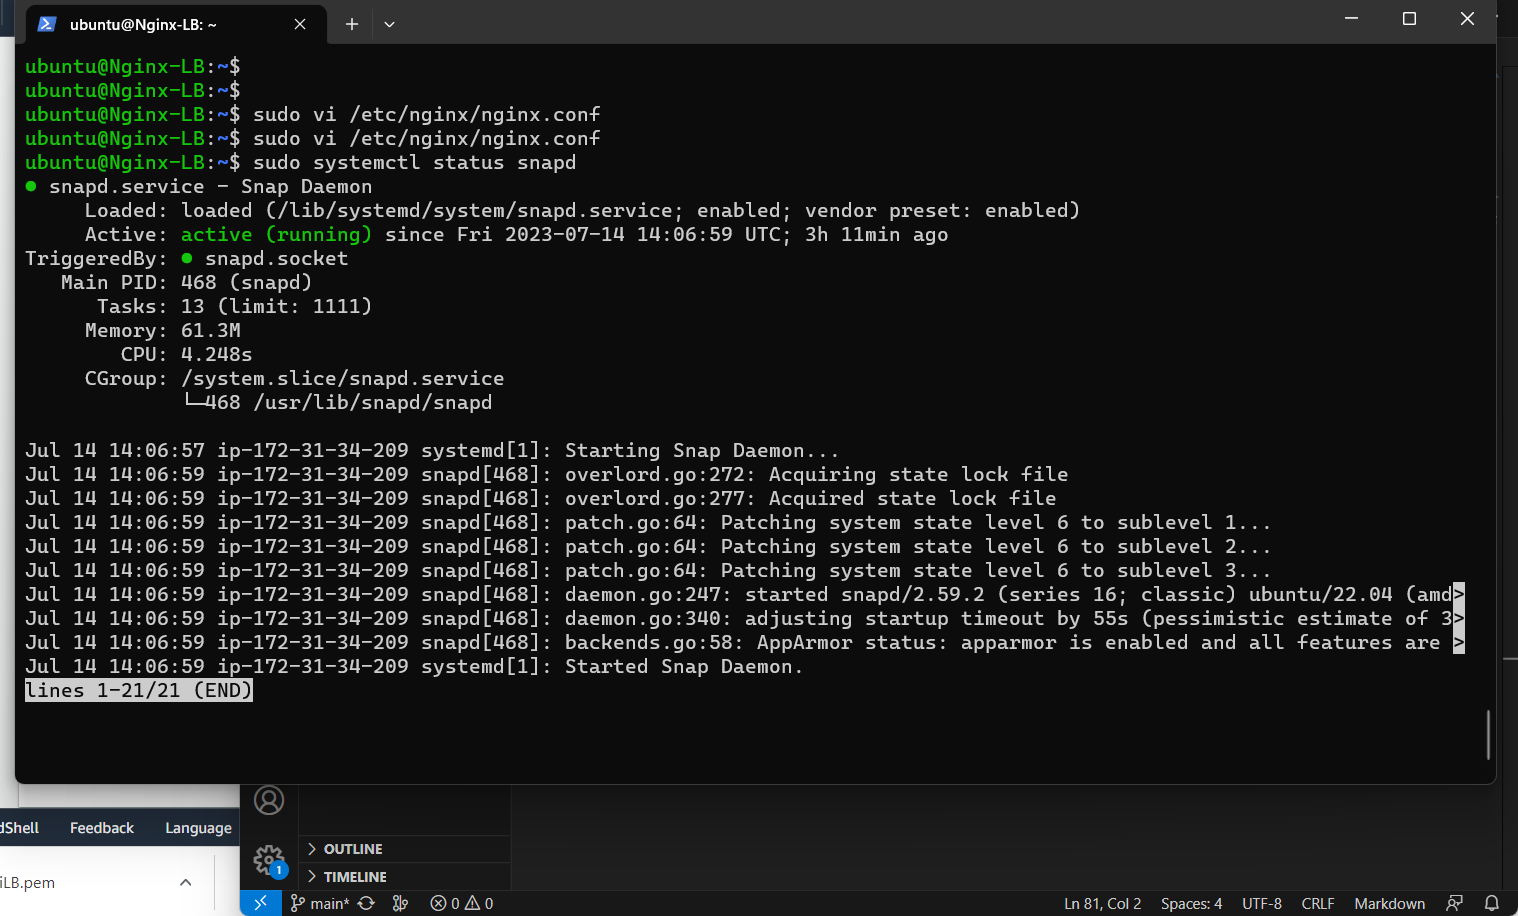 ubuntu@Nginx-LB: ~
ubuntu@Nginx-LB:~$
ubuntu@Nginx-LB:~$
ubuntu@Nginx-LB:~$ sudo vi /etc/nginx/nginx.conf
ubuntu@Nginx-LB:~$ sudo vi /etc/nginx/nginx.conf
ubuntu@Nginx-LB:~$ sudo systemctl status snapd
● snapd.service - Snap Daemon
Loaded: loaded (/lib/systemd/system/snapd.service; enabled; vendor preset: enabled)
Active: active (running) since Fri 2023-07-14 14:06:59 UTC; 3h 11min ago
TriggeredBy: ● snapd.socket
Main PID: 468 (snapd)
Tasks: 13 (limit: 1111)
Memory: 61.3M
CPU: 4.248s
CGroup: /system.slice/snapd.service
└─468 /usr/lib/snapd/snapd
Jul 14 14:06:57 ip-172-31-34-209 systemd[1]: Starting Snap Daemon...
Jul 14 14:06:59 ip-172-31-34-209 snapd[468]: overlord.go:272: Acquiring state lock file
Jul 14 14:06:59 ip-172-31-34-209 snapd[468]: overlord.go:277: Acquired state lock file
Jul 14 14:06:59 ip-172-31-34-209 snapd[468]: patch.go:64: Patching system state level 6 to sublevel 1...
Jul 14 14:06:59 ip-172-31-34-209 snapd[468]: patch.go:64: Patching system state level 6 to sublevel 2...
Jul 14 14:06:59 ip-172-31-34-209 snapd[468]: patch.go:64: Patching system state level 6 to sublevel 3...
Jul 14 14:06:59 ip-172-31-34-209 snapd[468]: daemon.go:247: started snapd/2.59.2 (series 16; classic) ubuntu/22.04 (amd>
Jul 14 14:06:59 ip-172-31-34-209 snapd[468]: daemon.go:340: adjusting startup timeout by 55s (pessimistic estimate of 3>
Jul 14 14:06:59 ip-172-31-34-209 snapd[468]: backends.go:58: AppArmor status: apparmor is enabled and all features are >
Jul 14 14:06:59 ip-172-31-34-209 systemd[1]: Started Snap Daemon.
lines 1-21/21 (END)
dShell Feedback Language
iLB.pem
OUTLINE
1
TIMELINE
main* 0 0 Ln 81, Col 2 Spaces: 4 UTF-8 CRLF Markdown